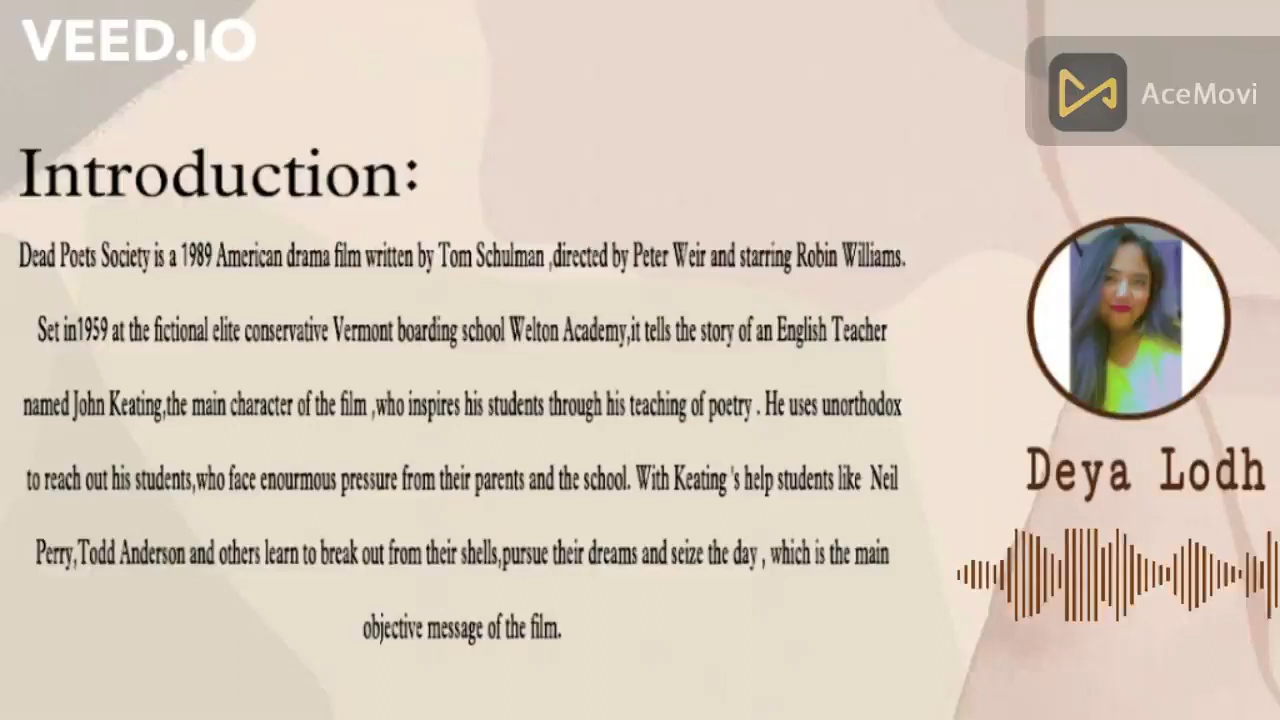 VEED.IO
AceMovi
Introduction:
Dead Poets Society is a 1989 American drama film written by Tom Schulman ,directed by Peter Weir and starring Robin Williams.
Set in1959 at the fictional elite conservative Vermont boarding school Welton Academy,it tells the story of an English Teacher
named John Keating,the main character of the film ,who inspires his students through his teaching of poetry . He uses unorthodox
to reach out his students,who face enourmous pressure from their parents and the school. With Keating 's help students like Neil
Perry,Todd Anderson and others learn to break out from their shells,pursue their dreams and seize the day , which is the main
objective message of the film.
Deya Lodh